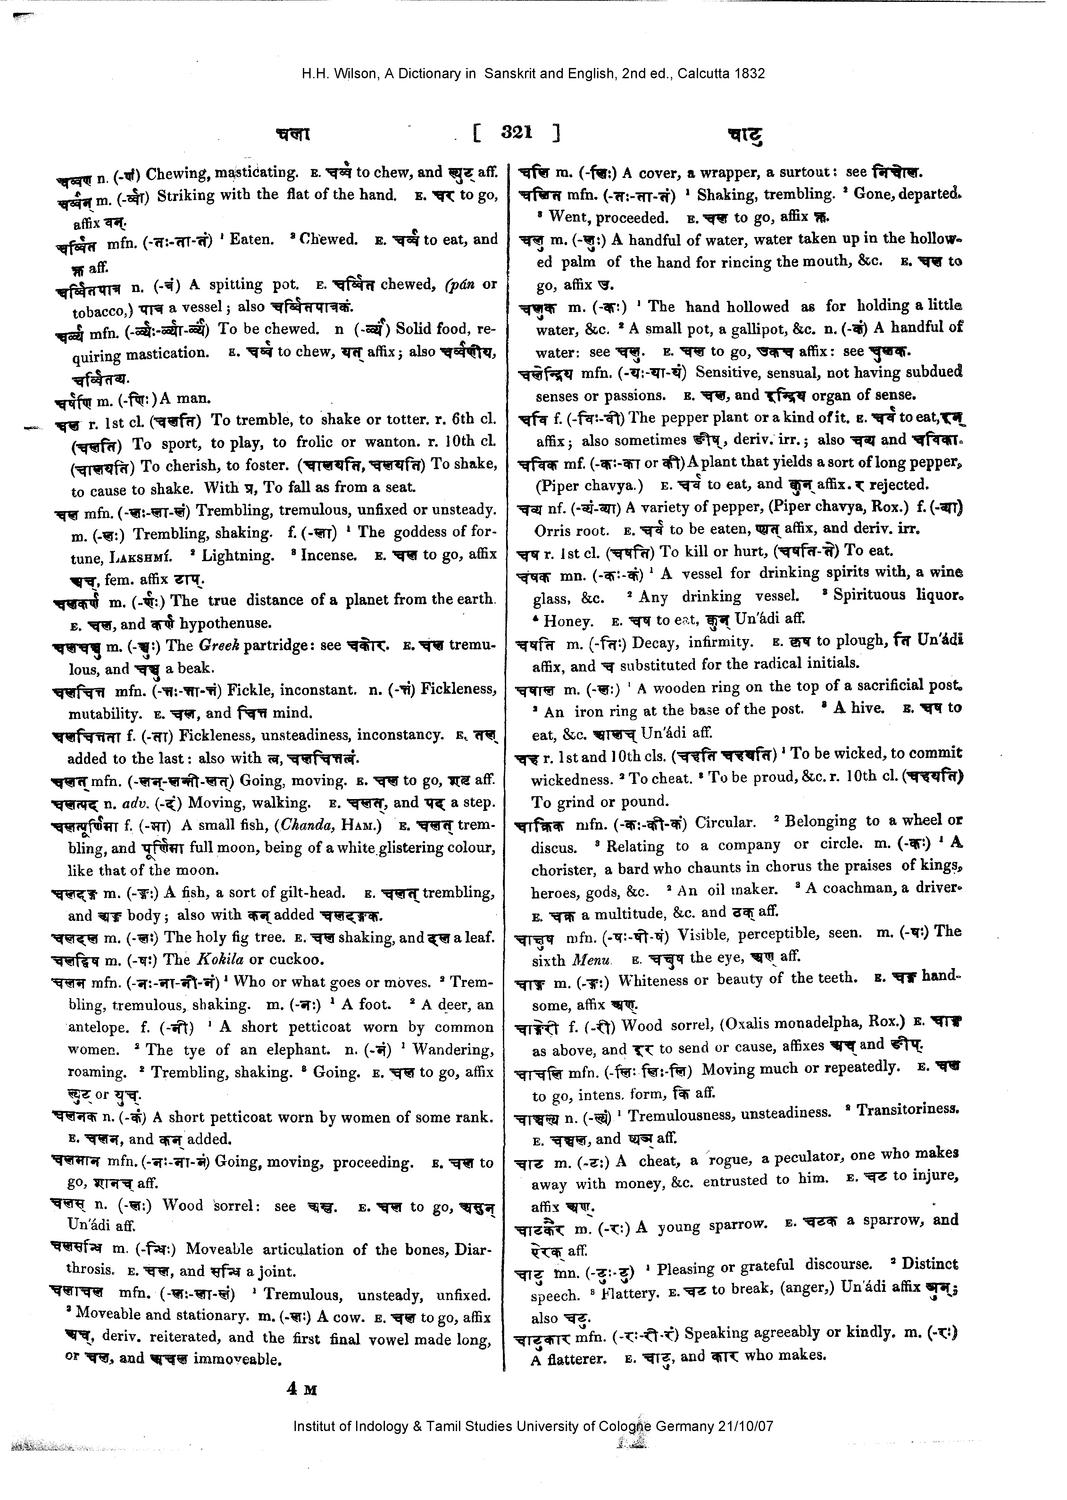 H.H. Wilson, A Dictionary in Sanskrit and English, 2nd ed., Calcutta 1832
चला [ 321 ] चाटु
चर्व्वण n. (-णं) Chewing, masticating. E. चर्व्व to chew, and ल्युट् aff.
चर्व्वन् m. (-र्व्वा) Striking with the flat of the hand. E. चर to go,
affix वन्.
चर्व्वित mfn. (-तः-ता-तं) ¹ Eaten. ² Chewed. E. चर्व्व to eat, and
क्त aff.
चर्व्वितपात्र n. (-त्रं) A spitting pot. E. चर्व्वित chewed, (pán or
tobacco,) पात्र a vessel; also चर्व्वितपात्रकं.
चर्व्व्य mfn. (-र्व्व्यः-र्व्व्या-र्व्व्यं) To be chewed. n (-र्व्व्यं) Solid food, re-
quiring mastication. E. चर्व्व to chew, यत् affix; also चर्व्वणीय,
चर्व्वितव्य.
चर्षणि m. (-णिः) A man.
चल r. 1st cl. (चलति) To tremble, to shake or totter. r. 6th cl.
(चलति) To sport, to play, to frolic or wanton. r. 10th cl.
(चालयति) To cherish, to foster. (चालयति, चलयति) To shake,
to cause to shake. With प्र, To fall as from a seat.
चल mfn. (-लः-ला-लं) Trembling, tremulous, unfixed or unsteady.
m. (-लः) Trembling, shaking. f. (-ला) ¹ The goddess of for-
tune, LAKSHMÍ. ² Lightning. ³ Incense. E. चल to go, affix
अच्, fem. affix टाप्.
चलकर्ण m. (-र्णः) The true distance of a planet from the earth.
E. चल, and कर्ण hypothenuse.
चलचञ्चु m. (-ञ्चुः) The Greek partridge: see चकोर. E. चल tremu-
lous, and चञ्चु a beak.
चलचित्त mfn. (-त्तः-त्ता-त्तं) Fickle, inconstant. n. (-त्तं) Fickleness,
mutability. E. चल, and चित्त mind.
चलचित्तता f. (-ता) Fickleness, unsteadiness, inconstancy. E. तल्
added to the last: also with त्व, चलचित्तत्वं.
चलत् mfn. (-लन्-लन्ती-लत्) Going, moving. E. चल to go, शतृ aff.
चलत्पद n. adv. (-दं) Moving, walking. E. चलत्, and पद a step.
चलत्पूर्णिमा f. (-मा) A small fish, (Chanda, HAM.) E. चलत् trem-
bling, and पूर्णिमा full moon, being of a white glistering colour,
like that of the moon.
चलदङ्ग m. (-ङ्गः) A fish, a sort of gilt-head. E. चलत् trembling,
and अङ्ग body; also with कन् added चलदङ्गक.
चलदल m. (-लः) The holy fig tree. E. चल shaking, and दल a leaf.
चलद्विष m. (-षः) The Kokila or cuckoo.
चलन mfn. (-नः-ना-नी-नं) ¹ Who or what goes or moves. ² Trem-
bling, tremulous, shaking. m. (-नः) ¹ A foot. ² A deer, an
antelope. f. (-नी) ¹ A short petticoat worn by common
women. ² The tye of an elephant. n. (-नं) ¹ Wandering,
roaming. ² Trembling, shaking. ³ Going. E. चल to go, affix
ल्युट् or युच्.
चलनक n. (-कं) A short petticoat worn by women of some rank.
E. चलन, and कन् added.
चलमान mfn. (-नः-ना-नं) Going, moving, proceeding. E. चल to
go, शानच् aff.
चलस् n. (-लः) Wood sorrel: see अम्ल. E. चल to go, असुन्
Un'ádi aff.
चलसन्धि m. (-न्धिः) Moveable articulation of the bones, Diar-
throsis. E. चल, and सन्धि a joint.
चलाचल mfn. (-लः-ला-लं) ¹ Tremulous, unsteady, unfixed.
² Moveable and stationary. m. (-लः) A cow. E. चल to go, affix
अच्, deriv. reiterated, and the first final vowel made long,
or चल, and अचल immoveable.
4 M
चलि m. (-लिः) A cover, a wrapper, a surtout: see निचोल.
चलित mfn. (-तः-ता-तं) ¹ Shaking, trembling. ² Gone, departed.
³ Went, proceeded. E. चल to go, affix क्त.
चलु m. (-लुः) A handful of water, water taken up in the hollow-
ed palm of the hand for rincing the mouth, &c. E. चल to
go, affix उ.
चलुक m. (-कः) ¹ The hand hollowed as for holding a little
water, &c. ² A small pot, a gallipot, &c. n. (-कं) A handful of
water: see चलु. E. चल to go, उकच affix: see चुलुक.
चलेन्द्रिय mfn. (-यः-या-यं) Sensitive, sensual, not having subdued
senses or passions. E. चल, and इन्द्रिय organ of sense.
चवि f. (-विः-वी) The pepper plant or a kind of it. E. चर्व to eat, इन्
affix; also sometimes ङीष्, deriv. irr.; also चव्य and चविका.
चविक mf. (-कः-का or की) A plant that yields a sort of long pepper,
(Piper chavya.) E. चर्व to eat, and कुन् affix. र rejected.
चव्य nf. (-व्यं-व्या) A variety of pepper, (Piper chavya, Rox.) f. (-व्या)
Orris root. E. चर्व to be eaten, ण्यत् affix, and deriv. irr.
चष r. 1st cl. (चषति) To kill or hurt, (चषति-ते) To eat.
चषक mn. (-कः-कं) ¹ A vessel for drinking spirits with, a wine
glass, &c. ² Any drinking vessel. ³ Spirituous liquor.
⁴ Honey. E. चष to eat, कुन् Un'ádi aff.
चषति m. (-तिः) Decay, infirmity. E. कृष to plough, ति Un'ádi
affix, and च substituted for the radical initials.
चषाल m. (-लः) ¹ A wooden ring on the top of a sacrificial post.
² An iron ring at the base of the post. ³ A hive. E. चष to
eat, &c. आलच् Un'ádi aff.
चह r. 1st and 10th cls. (चहति चहयति) ¹ To be wicked, to commit
wickedness. ² To cheat. ³ To be proud, &c. r. 10th cl. (चहयति)
To grind or pound.
चाक्रिक mfn. (-कः-की-कं) Circular. ² Belonging to a wheel or
discus. ³ Relating to a company or circle. m. (-कः) ¹ A
chorister, a bard who chaunts in chorus the praises of kings,
heroes, gods, &c. ² An oil maker. ³ A coachman, a driver.
E. चक्र a multitude, &c. and ठक् aff.
चाक्षुष mfn. (-षः-षी-षं) Visible, perceptible, seen. m. (-षः) The
sixth Menu. E. चक्षुष the eye, अण् aff.
चाङ्ग m. (-ङ्गः) Whiteness or beauty of the teeth. E. चङ्ग hand-
some, affix अण्.
चाङ्गेरी f. (-री) Wood sorrel, (Oxalis monadelpha, Rox.) E. चाङ्ग
as above, and ईर to send or cause, affixes अच् and ङीप्.
चाचलि mfn. (-लिः लिः-लि) Moving much or repeatedly. E. चल
to go, intens. form, कि aff.
चाञ्चल्य n. (-ल्यं) ¹ Tremulousness, unsteadiness. ² Transitoriness.
E. चञ्चल, and ष्यञ aff.
चाट m. (-टः) A cheat, a rogue, a peculator, one who makes
away with money, &c. entrusted to him. E. चट to injure,
affix अण्.
चाटकैर m. (-रः) A young sparrow. E. चटक a sparrow, and
ऐरक् aff.
चाटु mn. (-टुः-टु) ¹ Pleasing or grateful discourse. ² Distinct
speech. ³ Flattery. E. चट to break, (anger,) Un'ádi affix ञुण्;
also चटु.
चाटुकार mfn. (-रः-री-रं) Speaking agreeably or kindly. m. (-रः)
A flatterer. E. चाटु, and कार who makes.
Institut of Indology & Tamil Studies University of Cologne Germany 21/10/07